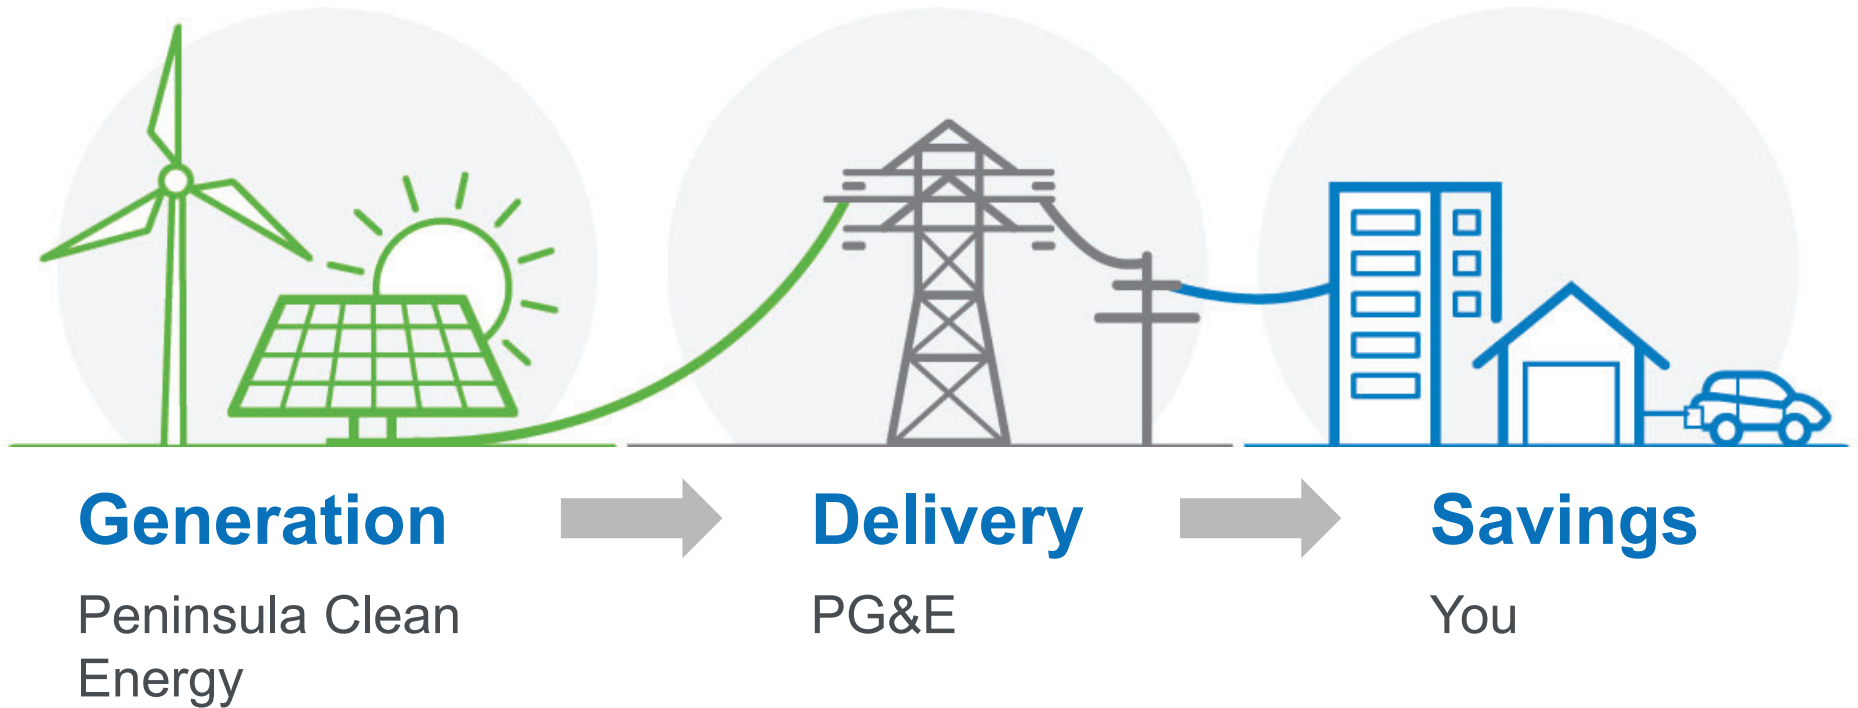 Generation
Delivery
Savings
Peninsula Clean
Energy
PG&E
You